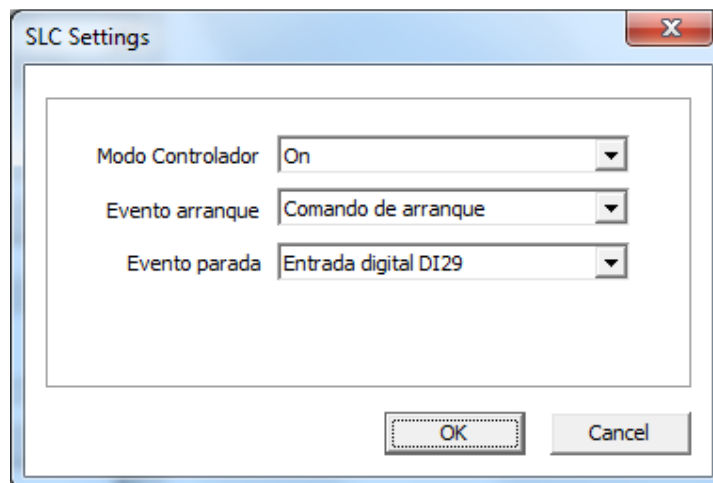 SLC Settings
Modo Controlador On
Evento arranque Comando de arranque
Evento parada Entrada digital DI29
OK Cancel